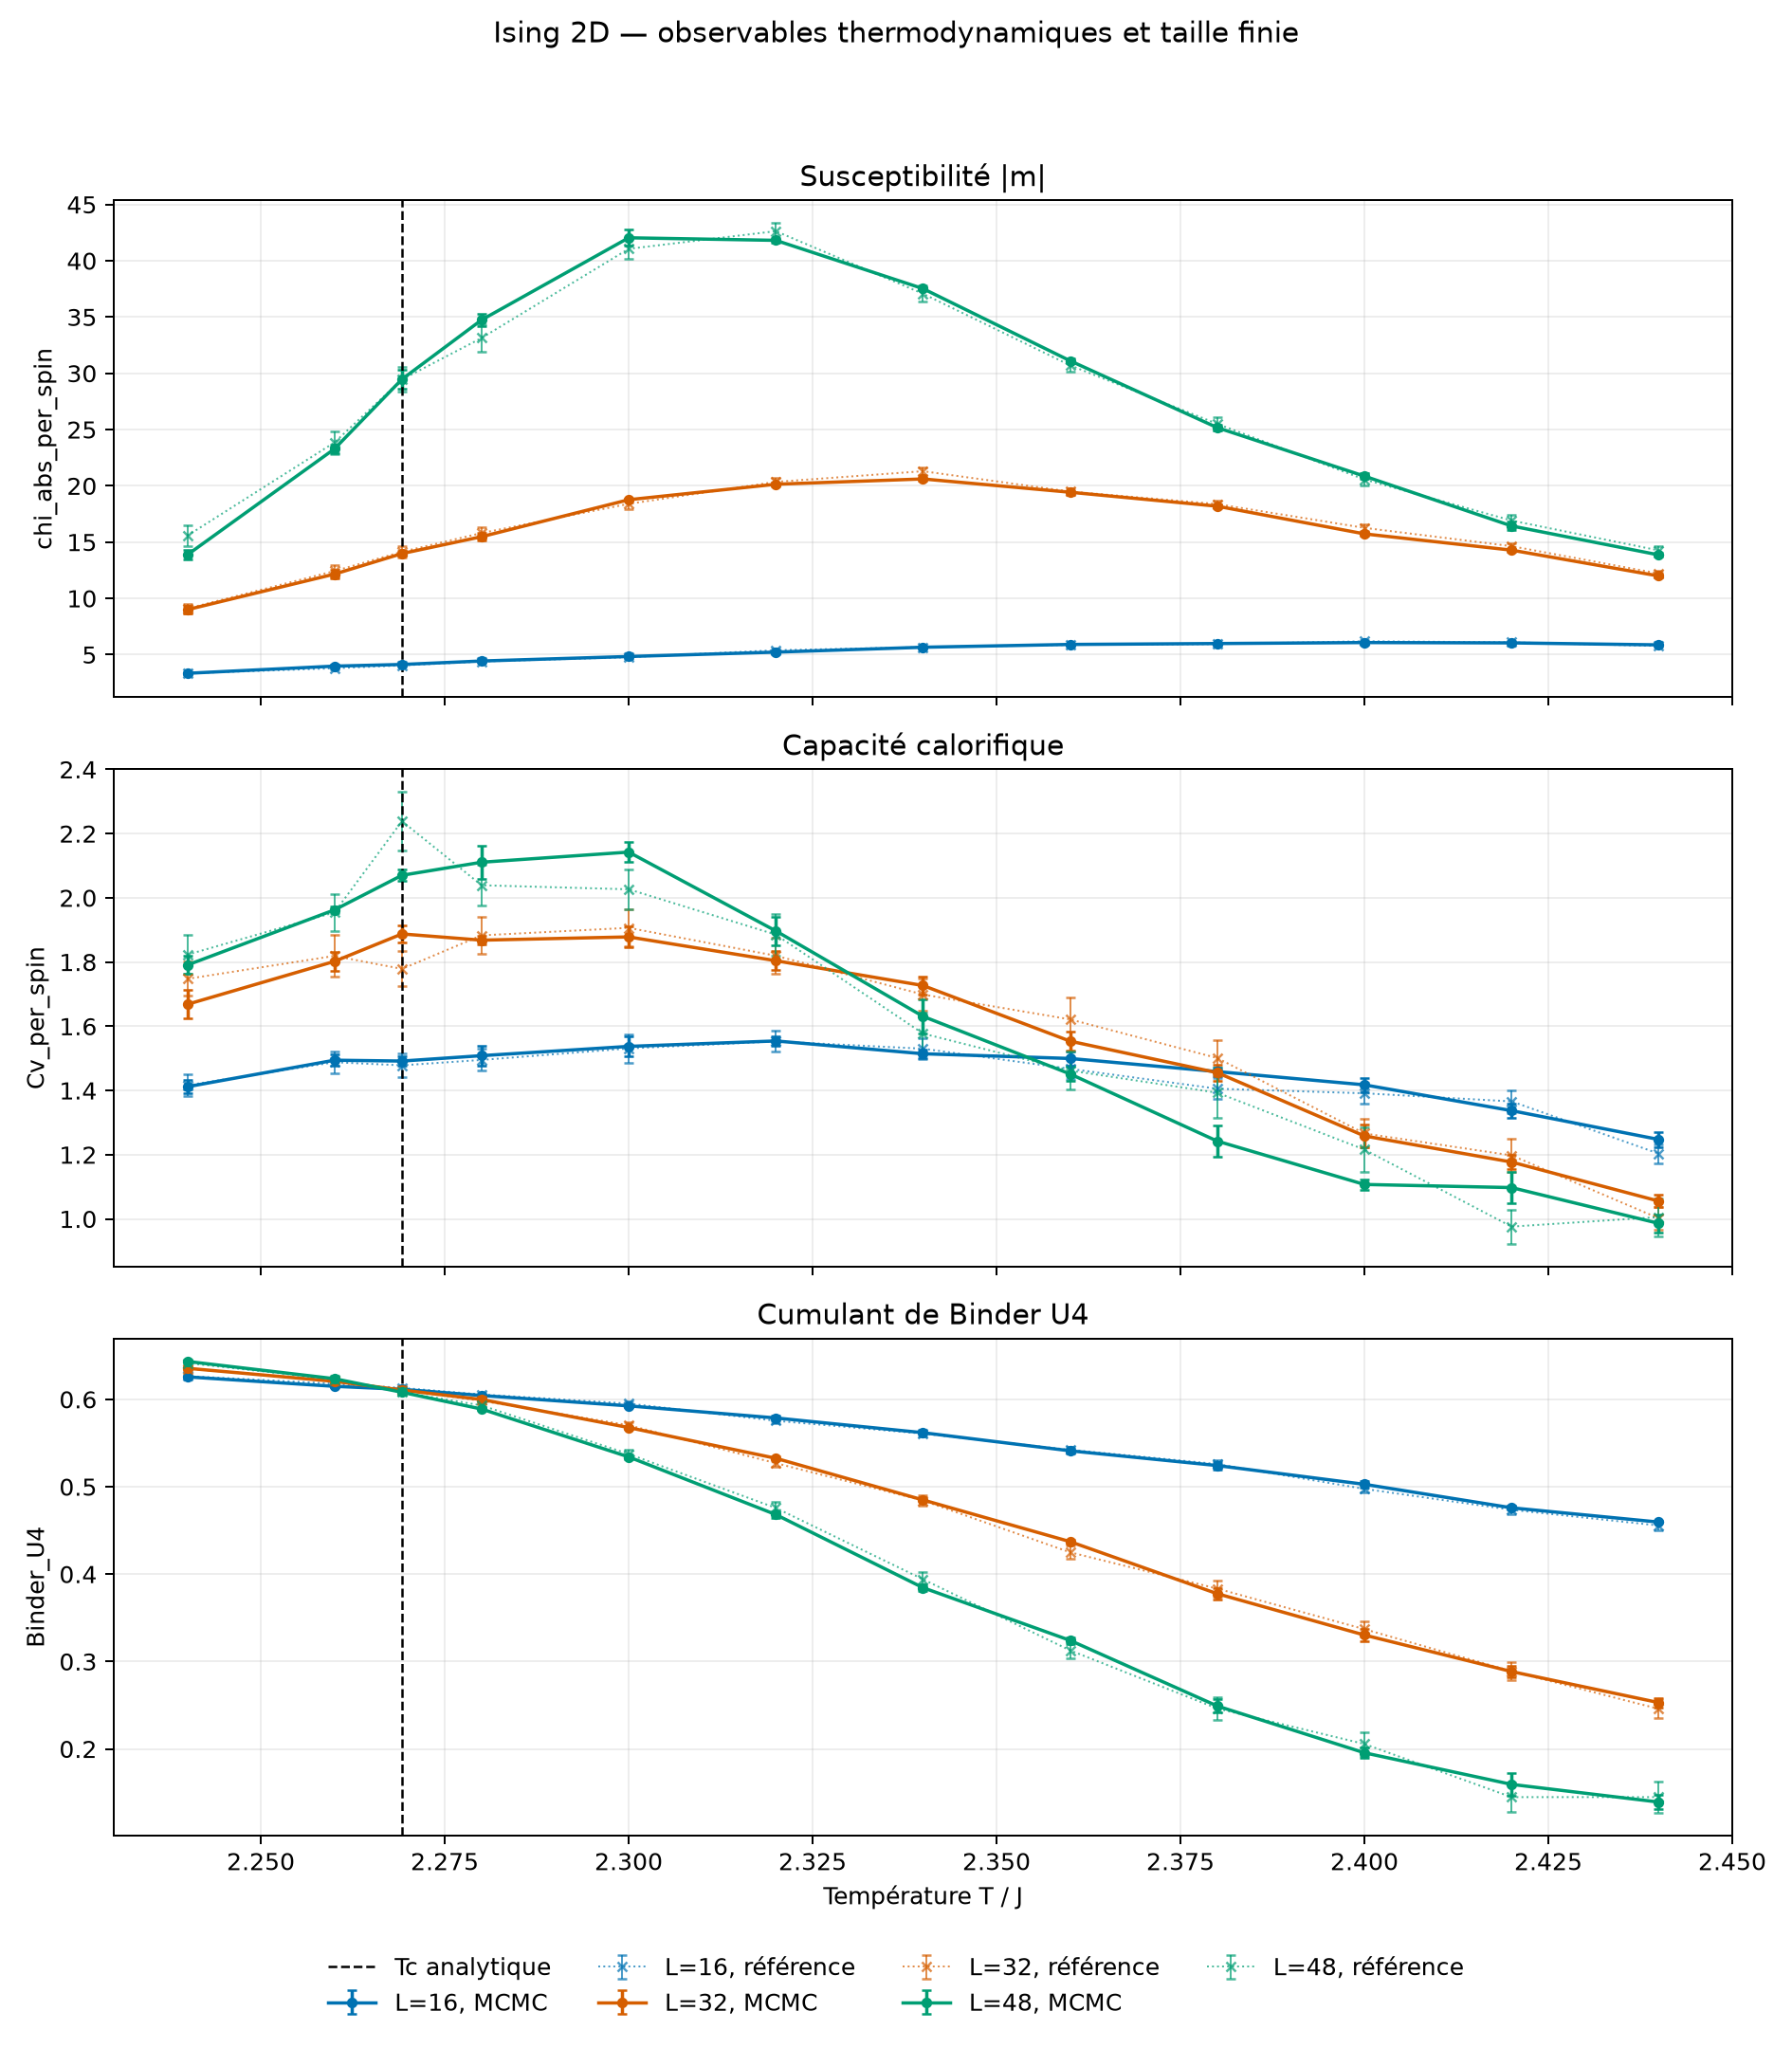 Ising 2D — observables thermodynamiques et taille finie
Susceptibilité |m|
45
40
35
30
25
20
15
10
5
chi_abs_per_spin
Capacité calorifique
2.4
2.2
2.0
1.8
1.6
1.4
1.2
1.0
Cv_per_spin
Cumulant de Binder U4
0.6
0.5
0.4
0.3
0.2
Binder_U4
2.250 2.275 2.300 2.325 2.350 2.375 2.400 2.425 2.450
Température T / J
Tc analytique L=16, référence L=32, référence L=48, référence
L=16, MCMC L=32, MCMC L=48, MCMC